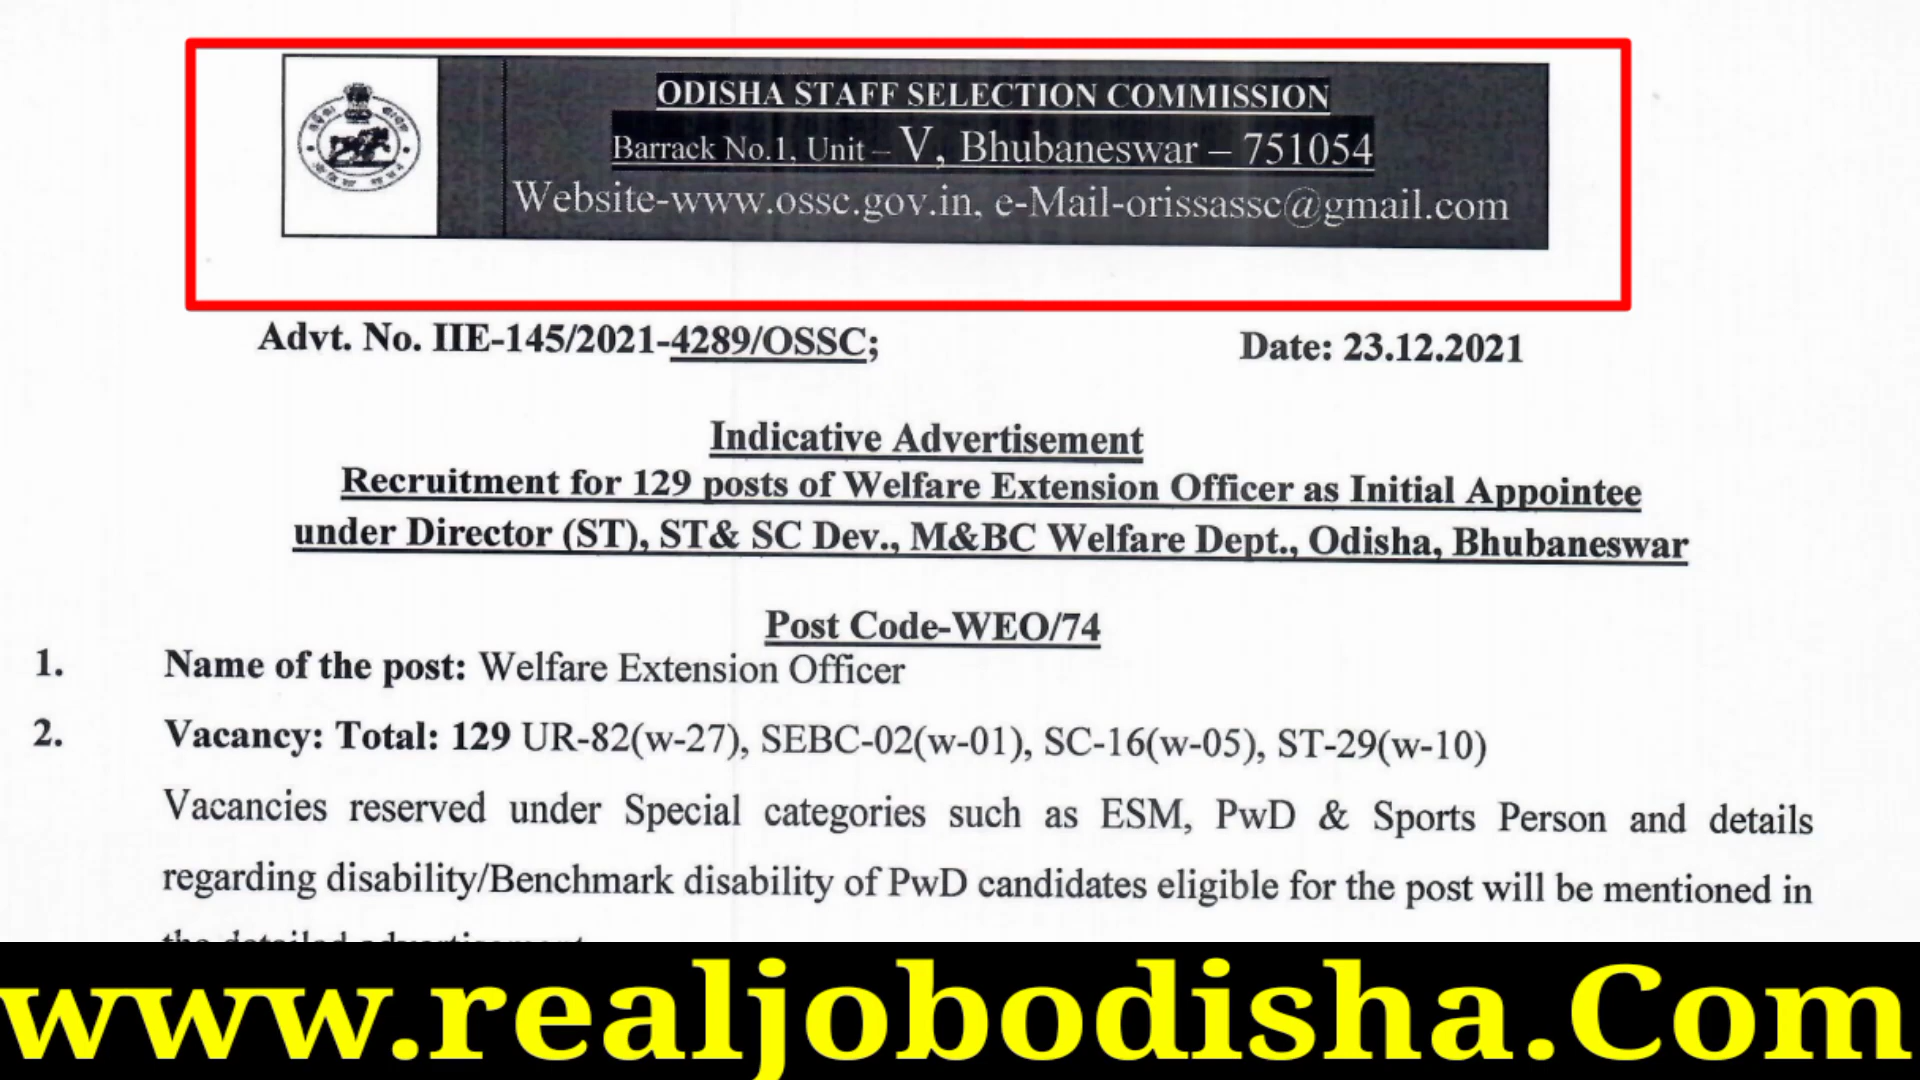 ODISHA STAFF SELECTION COMMISSION
Barrack No.1, Unit – V, Bhubaneswar – 751054
Website-www.ossc.gov.in, e-Mail-orissassc@gmail.com
Advt. No. IIE-145/2021-4289/OSSC; Date: 23.12.2021
Indicative Advertisement
Recruitment for 129 posts of Welfare Extension Officer as Initial Appointee
under Director (ST), ST& SC Dev., M&BC Welfare Dept., Odisha, Bhubaneswar
Post Code-WEO/74
1. Name of the post: Welfare Extension Officer
2. Vacancy: Total: 129 UR-82(w-27), SEBC-02(w-01), SC-16(w-05), ST-29(w-10)
Vacancies reserved under Special categories such as ESM, PwD & Sports Person and details
regarding disability/Benchmark disability of PwD candidates eligible for the post will be mentioned in
the detailed advertisement
www.realjobodisha.Com